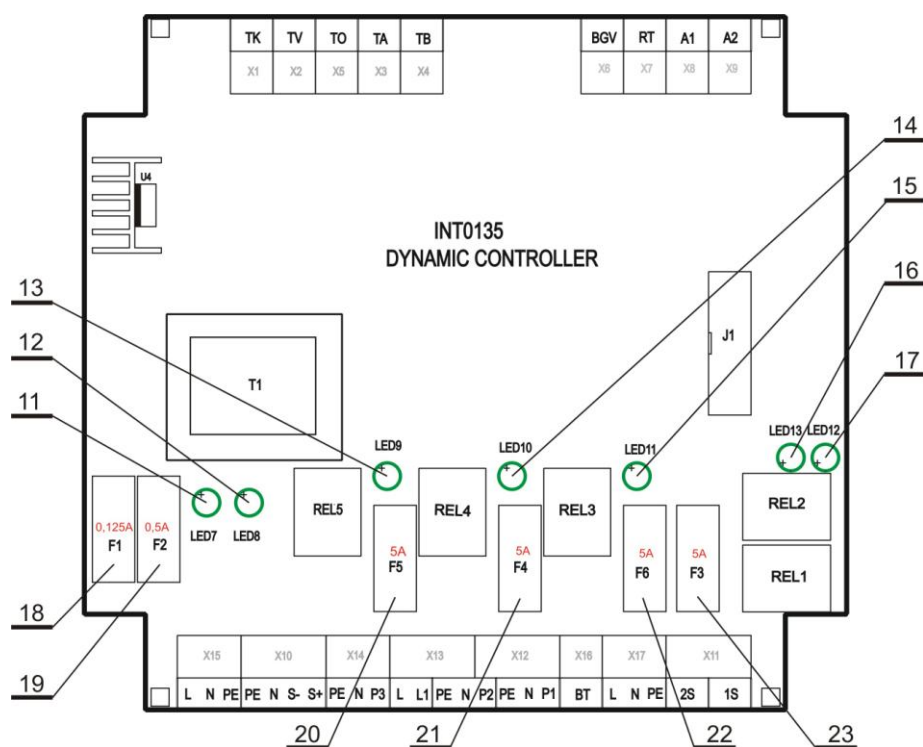 TK TV TO TA TB BGV RT A1 A2
X1 X2 X5 X3 X4 X6 X7 X8 X9
14
U4
15
INT0135
DYNAMIC CONTROLLER
13
16
J1
12
17
T1
11
LED9 LED10 LED11 LED13 LED12
+ + + + +
+ +
REL5 REL4 REL3 REL2
0,125A 0,5A
F1 F2
LED7 LED8
5A 5A 5A 5A
F5 F4 F6 F3
REL1
18
19
X15 X10 X14 X13 X12 X16 X17 X11
L N PE PE N S- S+ PE N P3 L L1 PE N P2 PE N P1 BT L N PE 2S 1S
20 21 22 23